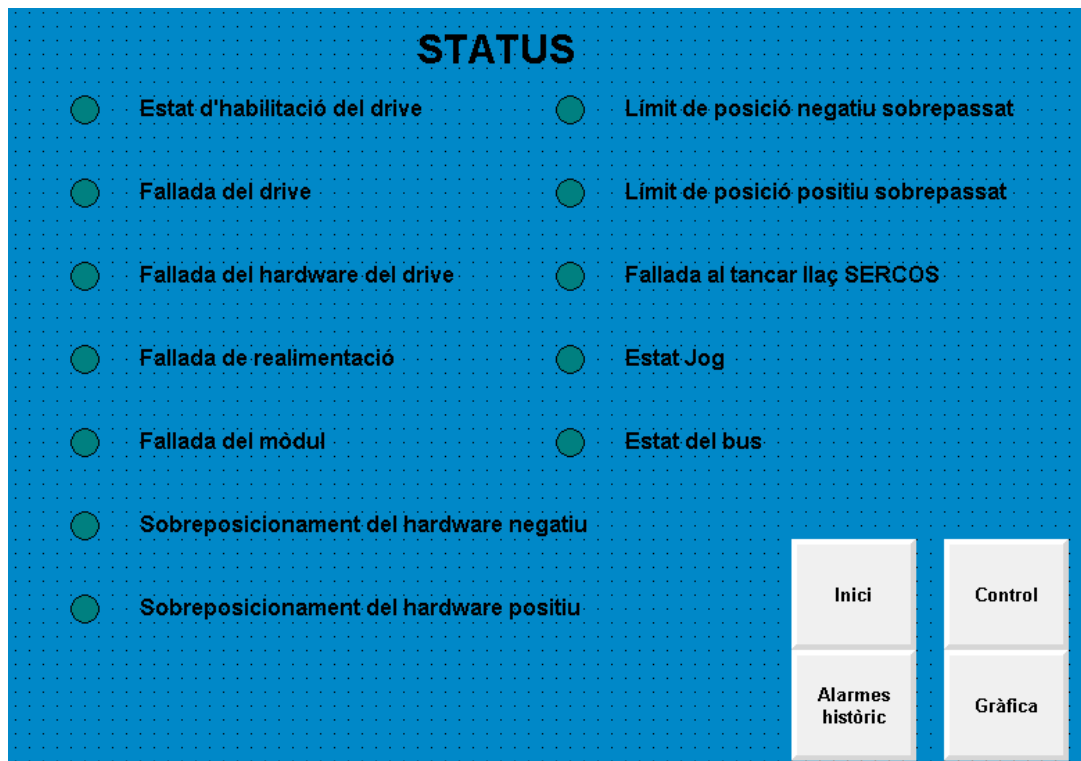 STATUS
Estat d'habilitació del drive
Fallada del drive
Fallada del hardware del drive
Fallada de realimentació
Fallada del mòdul
Sobreposicionament del hardware negatiu
Sobreposicionament del hardware positiu
Límit de posició negatiu sobrepassat
Límit de posició positiu sobrepassat
Fallada al tancar llaç SERCOS
Estat Jog
Estat del bus
Inici
Control
Alarmes
històric
Gràfica